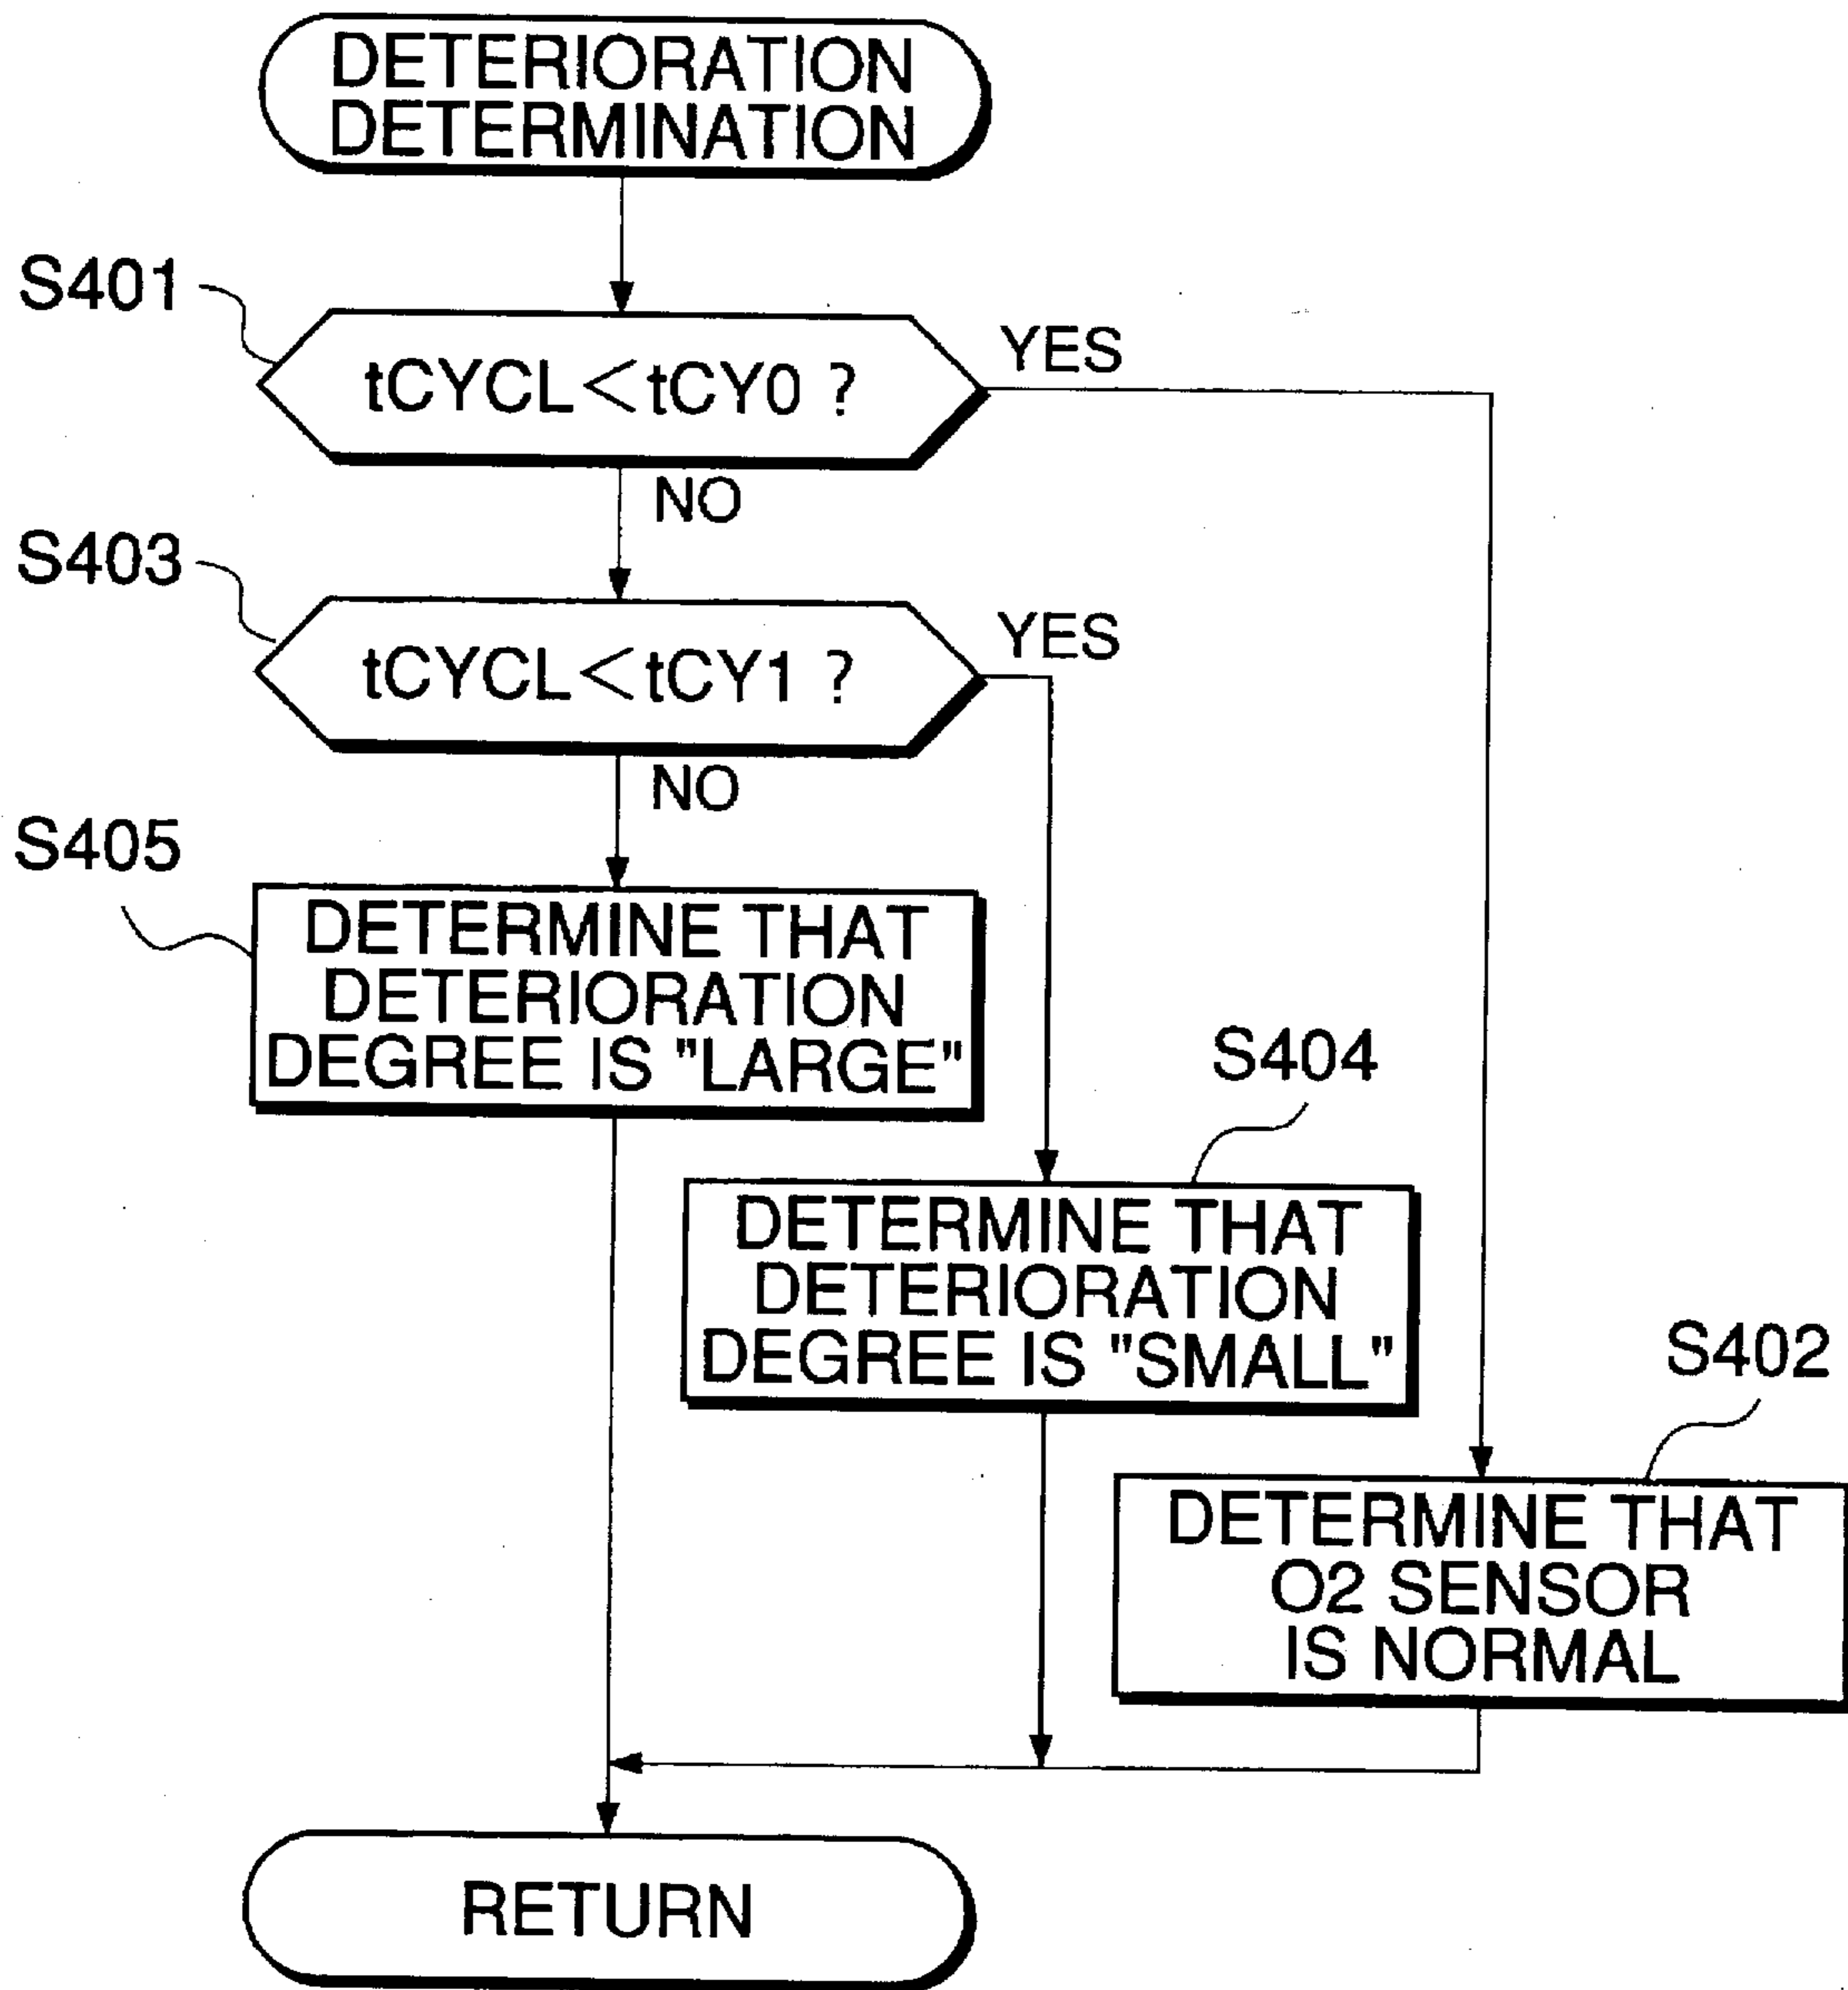 DETERIORATION
DETERMINATION
S401
tCYCL<tCY0 ?
YES
NO
S403
tCYCL<tCY1 ?
YES
NO
S405
DETERMINE THAT
DETERIORATION
DEGREE IS "LARGE"
S404
DETERMINE THAT
DETERIORATION
DEGREE IS "SMALL"
S402
DETERMINE THAT
O2 SENSOR
IS NORMAL
RETURN